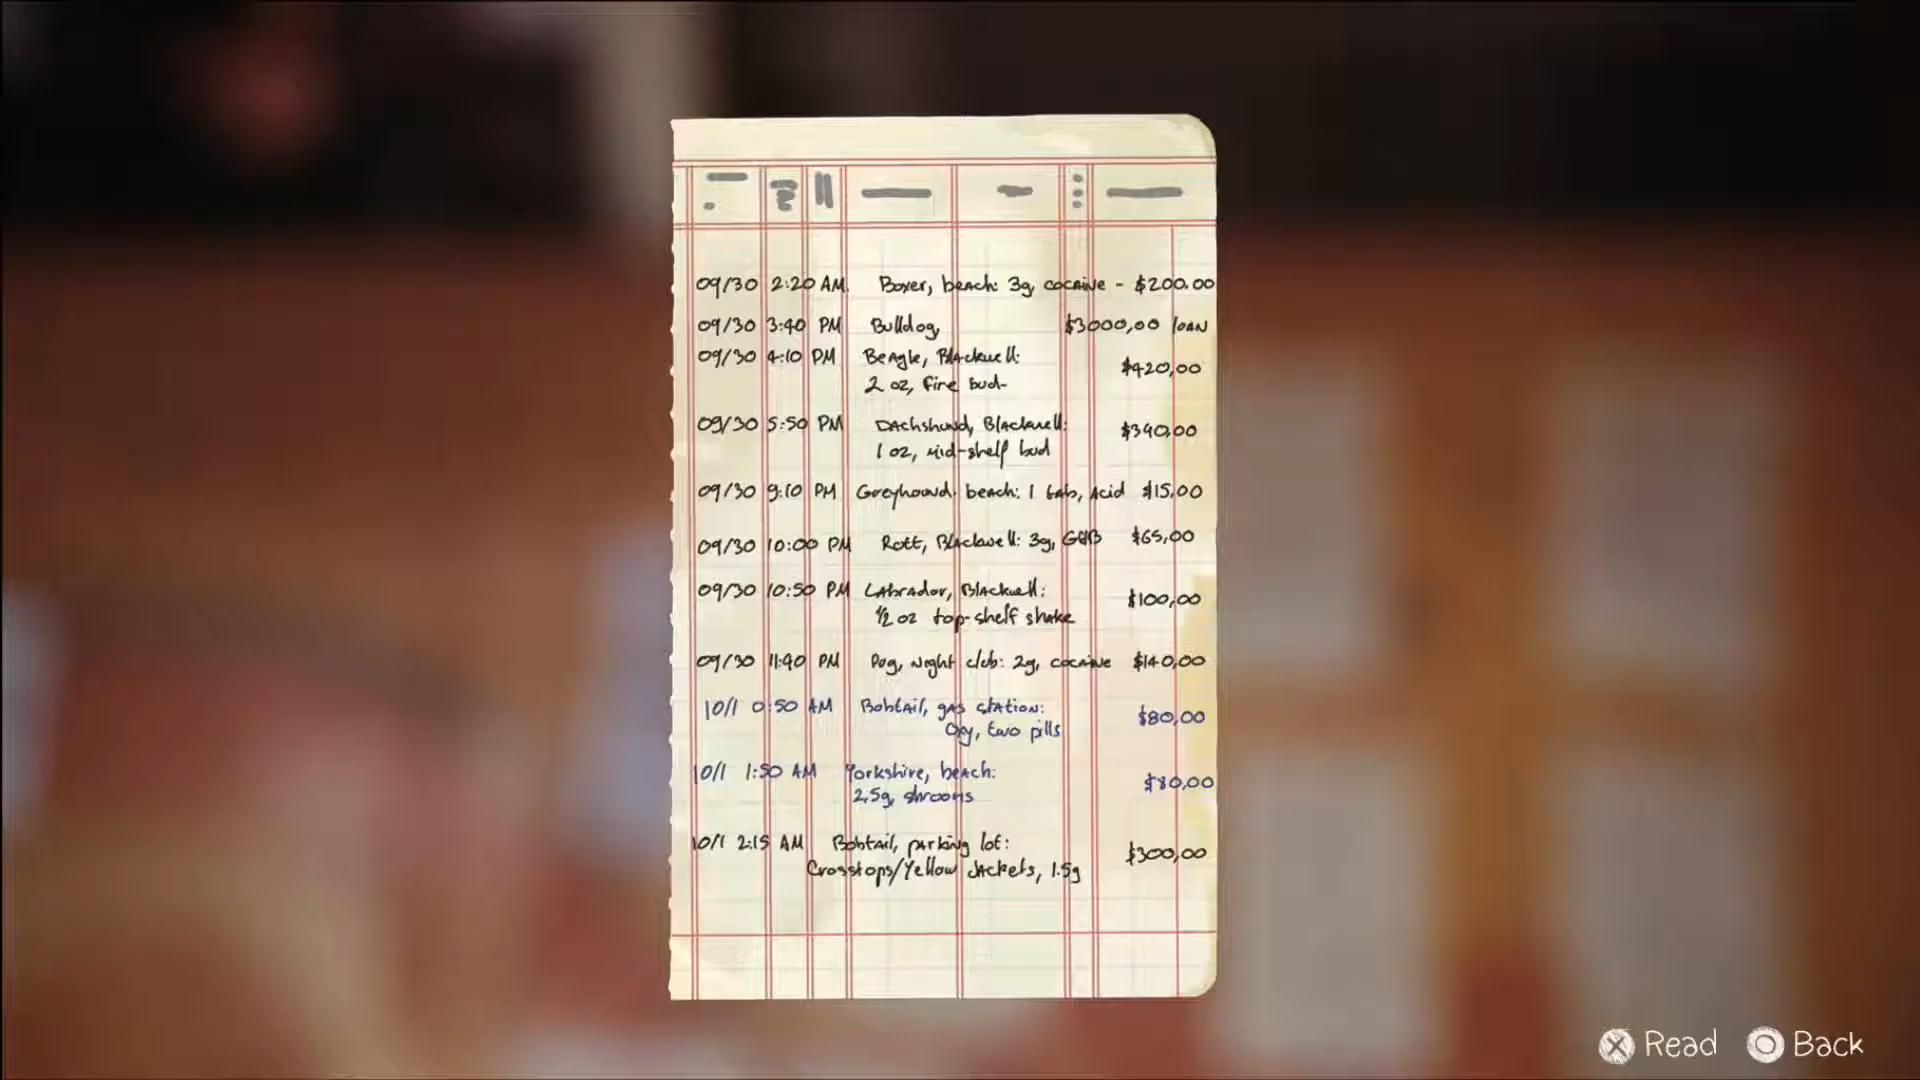 09/30 2:20 AM. Boxer, beach: 3g, cocaine - $200.00
09/30 3:40 PM Bulldog, $3000,00 loan
09/30 4:10 PM Beagle, Blackwell:
2 oz, fire bud- $420,00
09/30 5:50 PM Dachshund, Blackwell: $340,00
1 oz, mid-shelf bud
09/30 9:10 PM Greyhound, beach: 1 tab, acid $15,00
09/30 10:00 PM Rott, Blackwell: 3g, GHB $65,00
09/30 10:50 PM Labrador, Blackwell: $100,00
1/2 oz top-shelf shake
09/30 11:40 PM Pug, night club: 2g, cocaine $140,00
10/1 0:50 AM Bobtail, gas station: $80,00
Oxy, two pills
10/1 1:50 AM Yorkshire, beach: $80,00
2,5g, shrooms
10/1 2:15 AM Bobtail, parking lot: $300,00
Crosstops/Yellow Jackets, 1.5g
Read Back